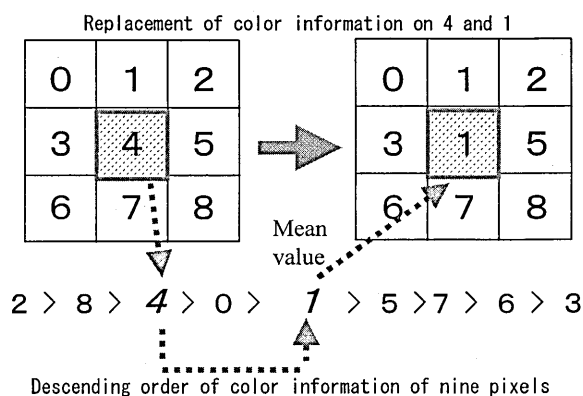 Replacement of color information on 4 and 1
0 1 2
3 4 5
6 7 8
0 1 2
3 1 5
6 7 8
Mean
value
2 > 8 > 4 > 0 > 1 > 5 > 7 > 6 > 3
Descending order of color information of nine pixels